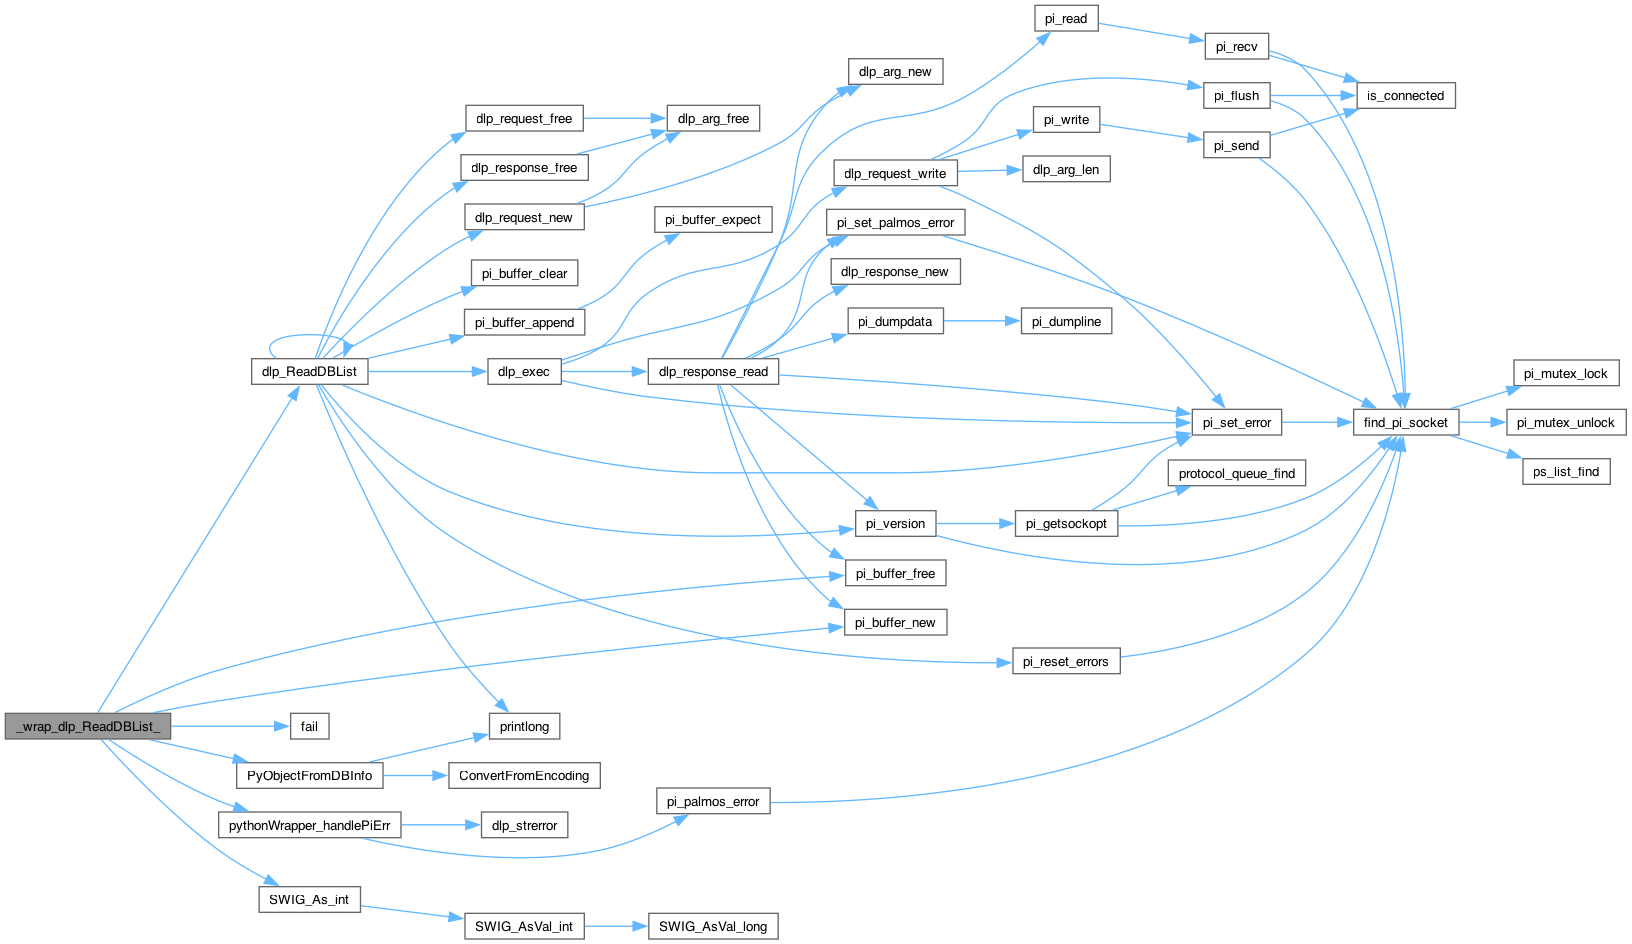 pi_read
pi_recv
dlp_arg_new
is_connected
pi_flush
dlp_request_free
dlp_arg_free
pi_write
pi_send
dlp_response_free
dlp_request_write
dlp_arg_len
dlp_request_new
pi_buffer_expect
pi_set_palmos_error
pi_buffer_clear
dlp_response_new
pi_buffer_append
pi_dumpdata
pi_dumpline
dlp_ReadDBList
dlp_exec
dlp_response_read
pi_mutex_lock
pi_set_error
find_pi_socket
pi_mutex_unlock
protocol_queue_find
ps_list_find
pi_version
pi_getsockopt
pi_buffer_free
pi_buffer_new
pi_reset_errors
_wrap_dlp_ReadDBList_
fail
printlong
PyObjectFromDBInfo
ConvertFromEncoding
pi_palmos_error
pythonWrapper_handlePiErr
dlp_strerror
SWIG_As_int
SWIG_AsVal_int
SWIG_AsVal_long